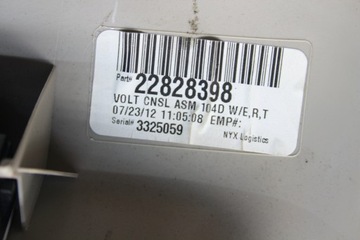 Part# 22828398
VOLT CNSL ASM 104D W/E,R,T
07/23/12 11:05:08 EMP#:
Serial# 3325059
NYX Logistics